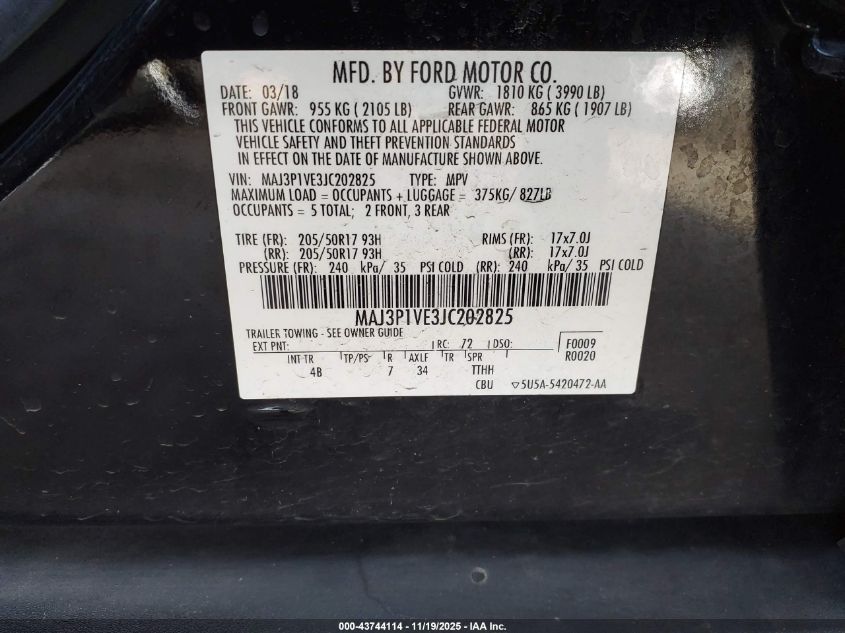 MFD. BY FORD MOTOR CO.
DATE: 03/18 GVWR: 1810 KG ( 3990 LB)
FRONT GAWR: 955 KG ( 2105 LB) REAR GAWR: 865 KG ( 1907 LB)
THIS VEHICLE CONFORMS TO ALL APPLICABLE FEDERAL MOTOR
VEHICLE SAFETY AND THEFT PREVENTION STANDARDS
IN EFFECT ON THE DATE OF MANUFACTURE SHOWN ABOVE.
VIN: MAJ3P1VE3JC202825 TYPE: MPV
MAXIMUM LOAD = OCCUPANTS + LUGGAGE = 375KG/ 827LB
OCCUPANTS = 5 TOTAL; 2 FRONT, 3 REAR
TIRE (FR): 205/50R17 93H RIMS (FR): 17x7.0J
(RR): 205/50R17 93H (RR): 17x7.0J
PRESSURE (FR): 240 kPa/ 35 PSI COLD (RR): 240 kPa/ 35 PSI COLD
MAJ3P1VE3JC202825
TRAILER TOWING - SEE OWNER GUIDE
EXT PNT: RC: 72 DSO: F0009
R0020
INT TR TP/PS R AXLE TR SPR
4B 7 34 TTHH
CBU ▽5U5A-5420472-AA
000-43744114 - 11/19/2025 - IAA Inc.